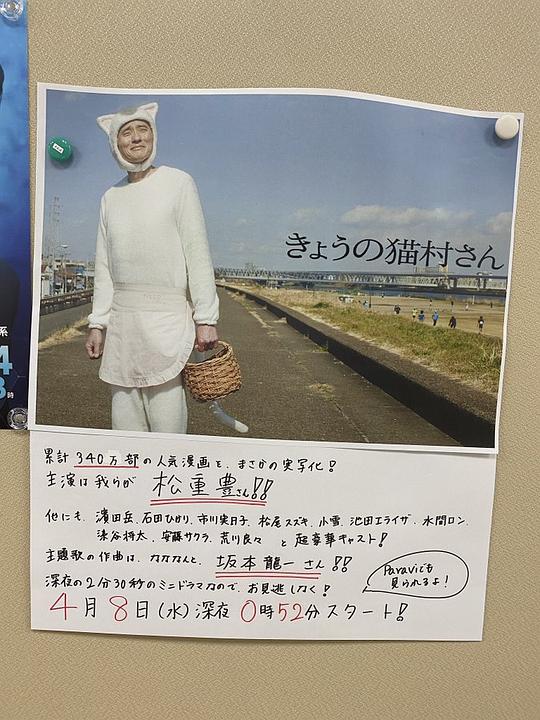 きょうの猫村さん
累計340万部の人気漫画を、まさかの実写化!
主演は我らが 松重豊さん!!
他にも、濱田岳、石田ひかり、市川実日子、松尾スズキ、小雪、池田エライザ、水間ロン、
染谷将太、安藤サクラ、荒川良々 と 超豪華キャスト!
主題歌の作曲は、なななんと、坂本龍一さん!!
深夜の2分30秒のミニドラマなので、お見逃しなく!
Paraviでも
見られるよ!
4月8日(水)深夜0時52分スタート!
系
4
時